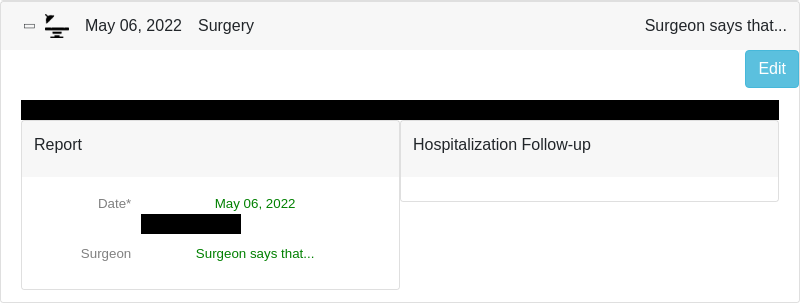 May 06, 2022 Surgery Surgeon says that...
Edit
Report
Hospitalization Follow-up
Date* May 06, 2022
Surgeon Surgeon says that...